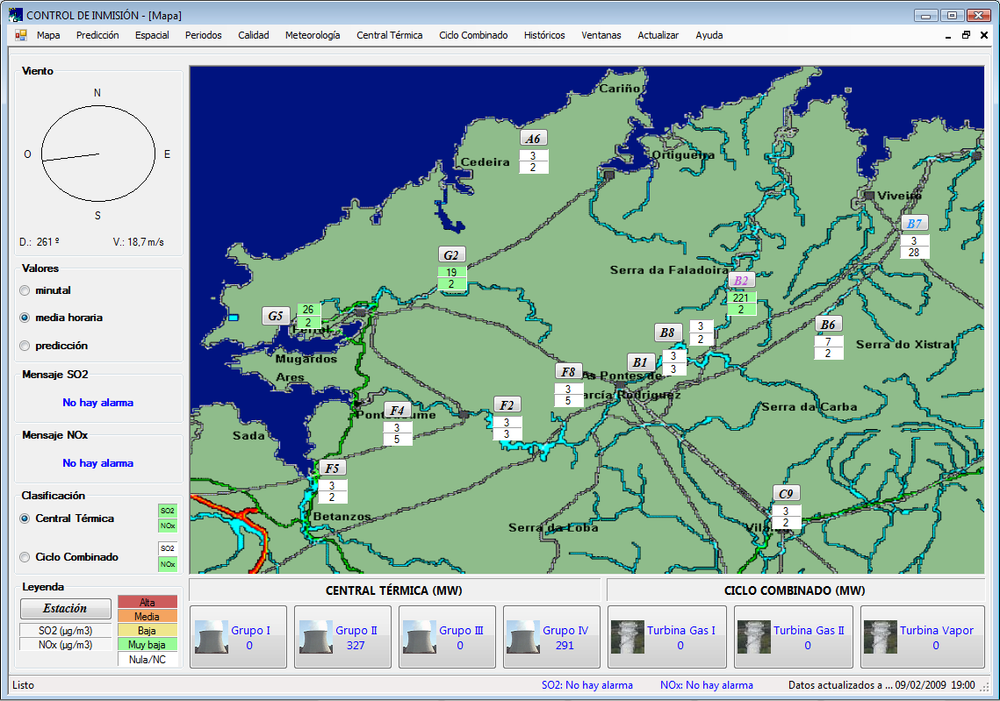 CONTROL DE INMISIÓN - [Mapa]
Mapa Predicción Espacial Periodos Calidad Meteorología Central Térmica Ciclo Combinado Históricos Ventanas Actualizar Ayuda
Viento
N
O E
S
D.: 261 º V.: 18,7 m/s
Valores
minutal
media horaria
predicción
Mensaje SO2
No hay alarma
Mensaje NOx
No hay alarma
Clasificación
Central Térmica
SO2
NOx
Ciclo Combinado
SO2
NOx
Leyenda
Estación
SO2 (µg/m3)
NOx (µg/m3)
Alta
Media
Baja
Muy baja
Nula/NC
Cariño
A6
3
2
Cedeira
Ortigueira
Viveiro
B7
3
28
G2
19
2
Serra da Faladoira
B2
221
2
G5
26
2
Ferrol
B6
7
2
B8
3
2
Serra do Xistral
Mugardos
B1
3
3
Ares
F8
3
5
As Pontes de
García Rodríguez
F2
3
3
F4
3
5
Serra da Carba
Sada
F5
3
2
C9
3
2
Betanzos
Serra da Loba
CENTRAL TÉRMICA (MW)
Grupo I
0
Grupo II
327
Grupo III
0
Grupo IV
291
CICLO COMBINADO (MW)
Turbina Gas I
0
Turbina Gas II
0
Turbina Vapor
0
Listo SO2: No hay alarma NOx: No hay alarma Datos actualizados a ... 09/02/2009 19:00